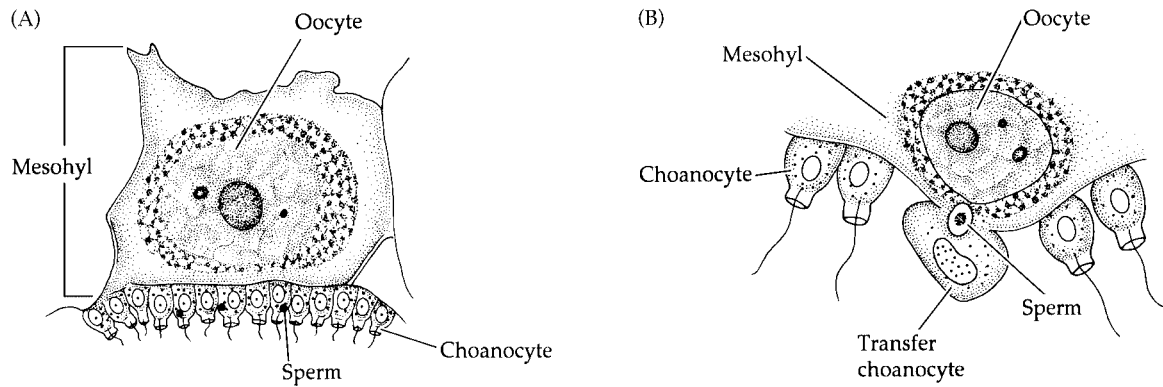 (A)
Oocyte
Mesohyl
Choanocyte
Sperm
(B)
Oocyte
Mesohyl
Choanocyte
Sperm
Transfer
choanocyte